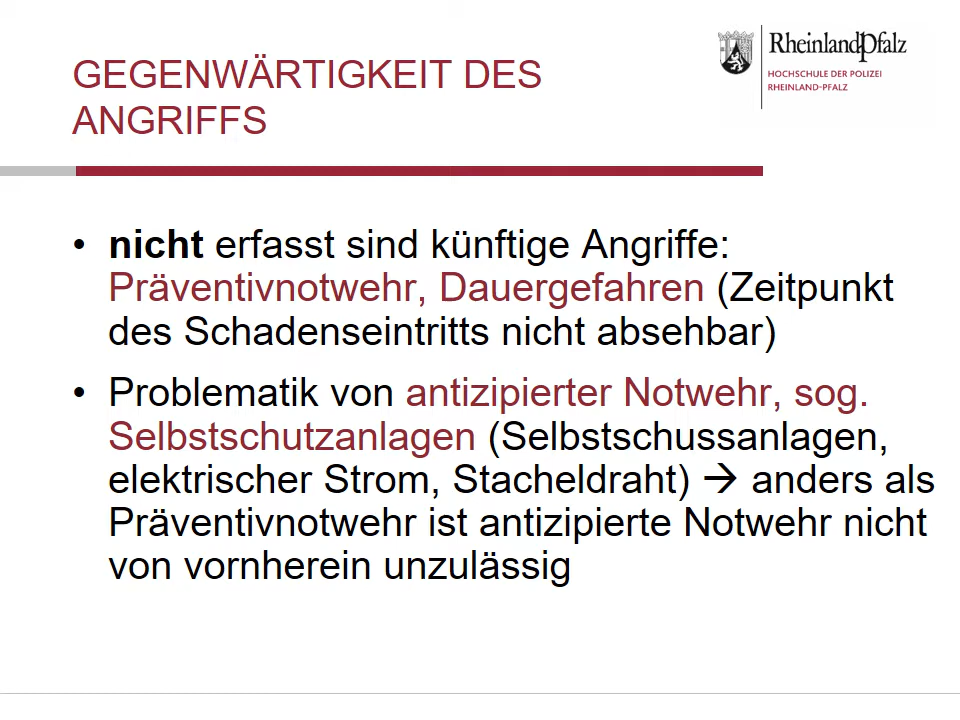 GEGENWÄRTIGKEIT DES
ANGRIFFS
RheinlandPfalz
HOCHSCHULE DER POLIZEI
RHEINLAND-PFALZ
• nicht erfasst sind künftige Angriffe:
Präventivnotwehr, Dauergefahren (Zeitpunkt
des Schadenseintritts nicht absehbar)
• Problematik von antizipierter Notwehr, sog.
Selbstschutzanlagen (Selbstschussanlagen,
elektrischer Strom, Stacheldraht) → anders als
Präventivnotwehr ist antizipierte Notwehr nicht
von vornherein unzulässig